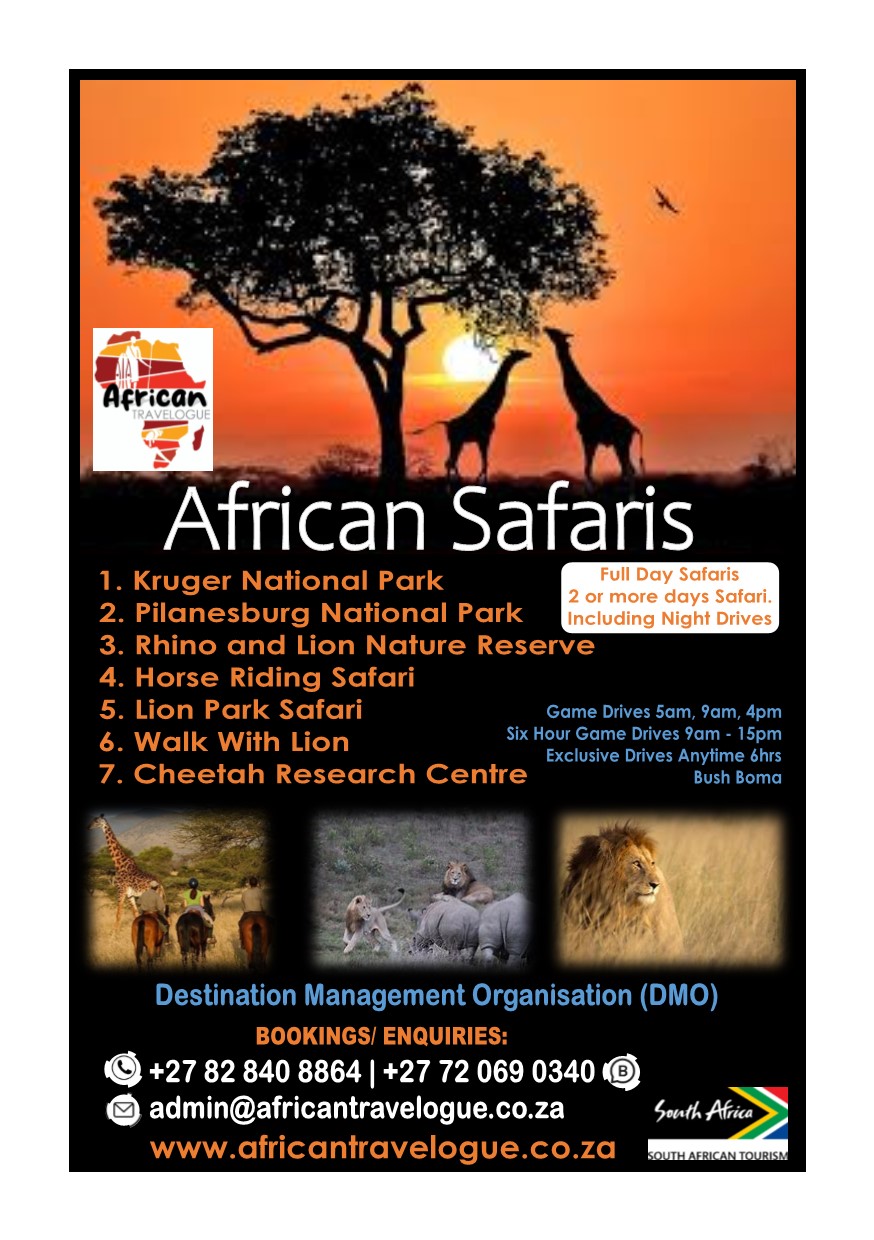 African
TRAVELOGUE
African Safaris
1. Kruger National Park
2. Pilanesburg National Park
3. Rhino and Lion Nature Reserve
4. Horse Riding Safari
5. Lion Park Safari
6. Walk With Lion
7. Cheetah Research Centre
Full Day Safaris
2 or more days Safari.
Including Night Drives
Game Drives 5am, 9am, 4pm
Six Hour Game Drives 9am - 15pm
Exclusive Drives Anytime 6hrs
Bush Boma
Destination Management Organisation (DMO)
BOOKINGS/ ENQUIRIES:
+27 82 840 8864 | +27 72 069 0340 B
admin@africantravelogue.co.za
www.africantravelogue.co.za
South Africa
SOUTH AFRICAN TOURISM